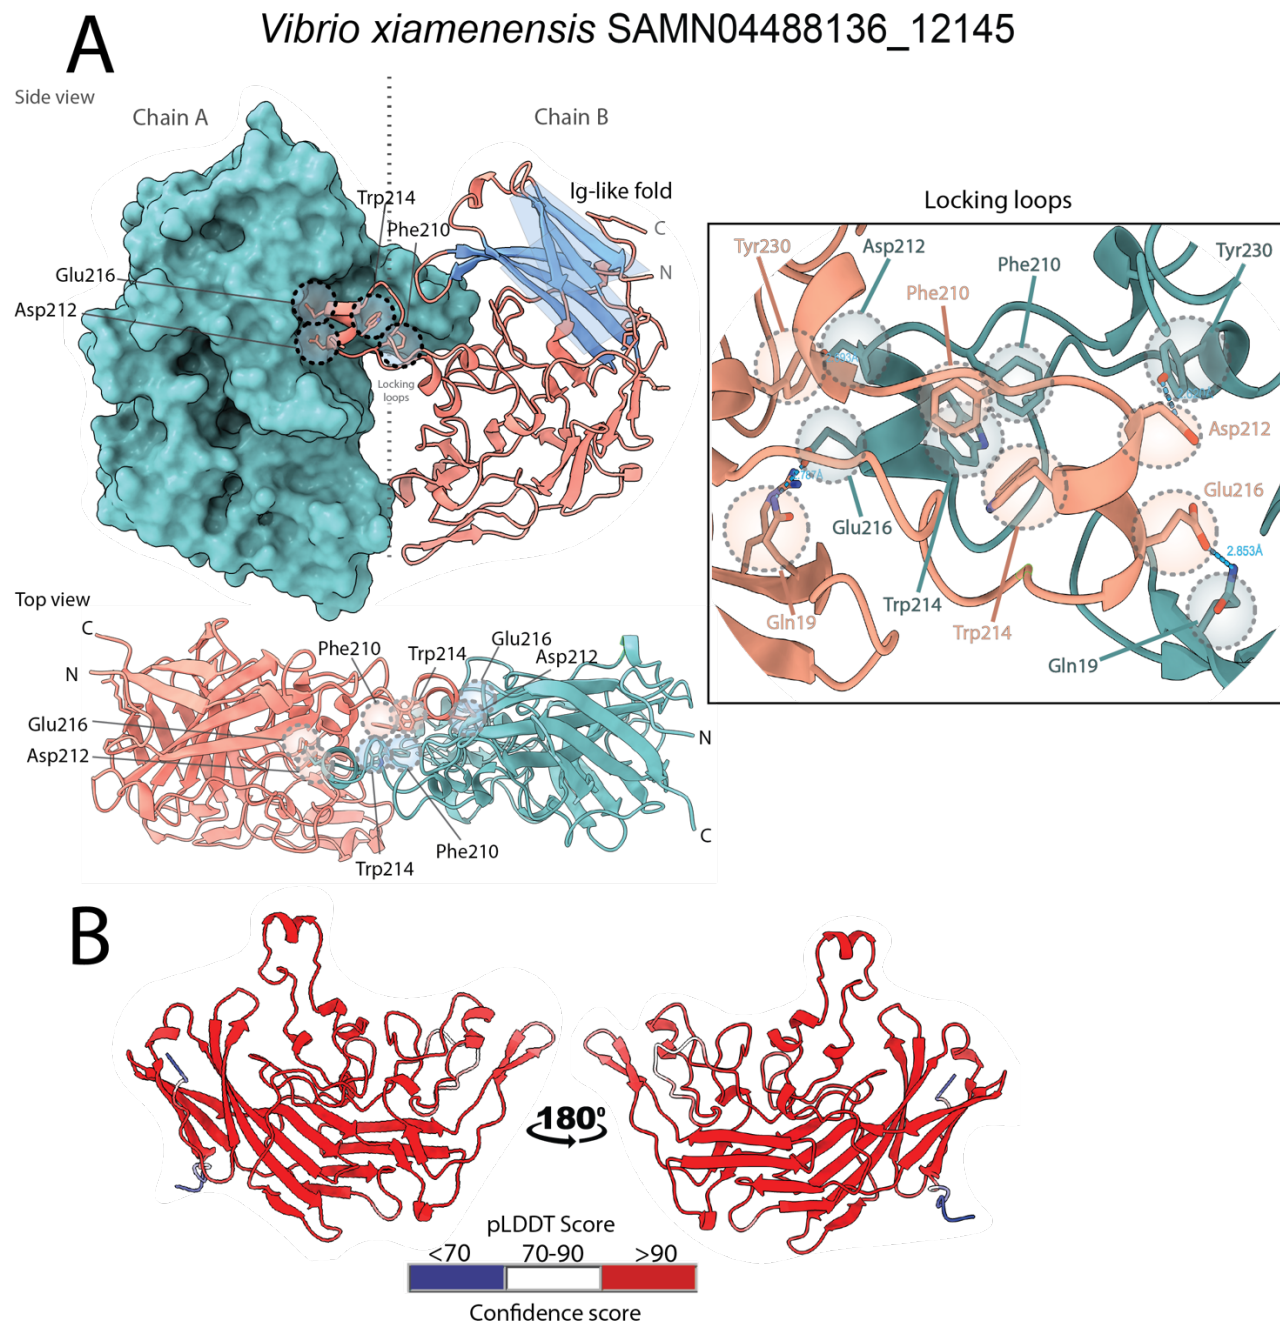 A
Vibrio xiamenensis SAMN04488136_12145
Side view
Chain A
Chain B
Trp214
Phe210
Ig-like fold
C
N
Glu216
Asp212
Locking
loops
Locking loops
Tyr230
Asp212
Phe210
Phe210
Tyr230
Asp212
Glu216
Glu216
2.853Å
Gln19
Trp214
Trp214
Gln19
Top view
C
N
Phe210
Trp214
Glu216
Asp212
Glu216
Asp212
N
C
Phe210
Trp214
B
180º
pLDDT Score
<70 70-90 >90
Confidence score